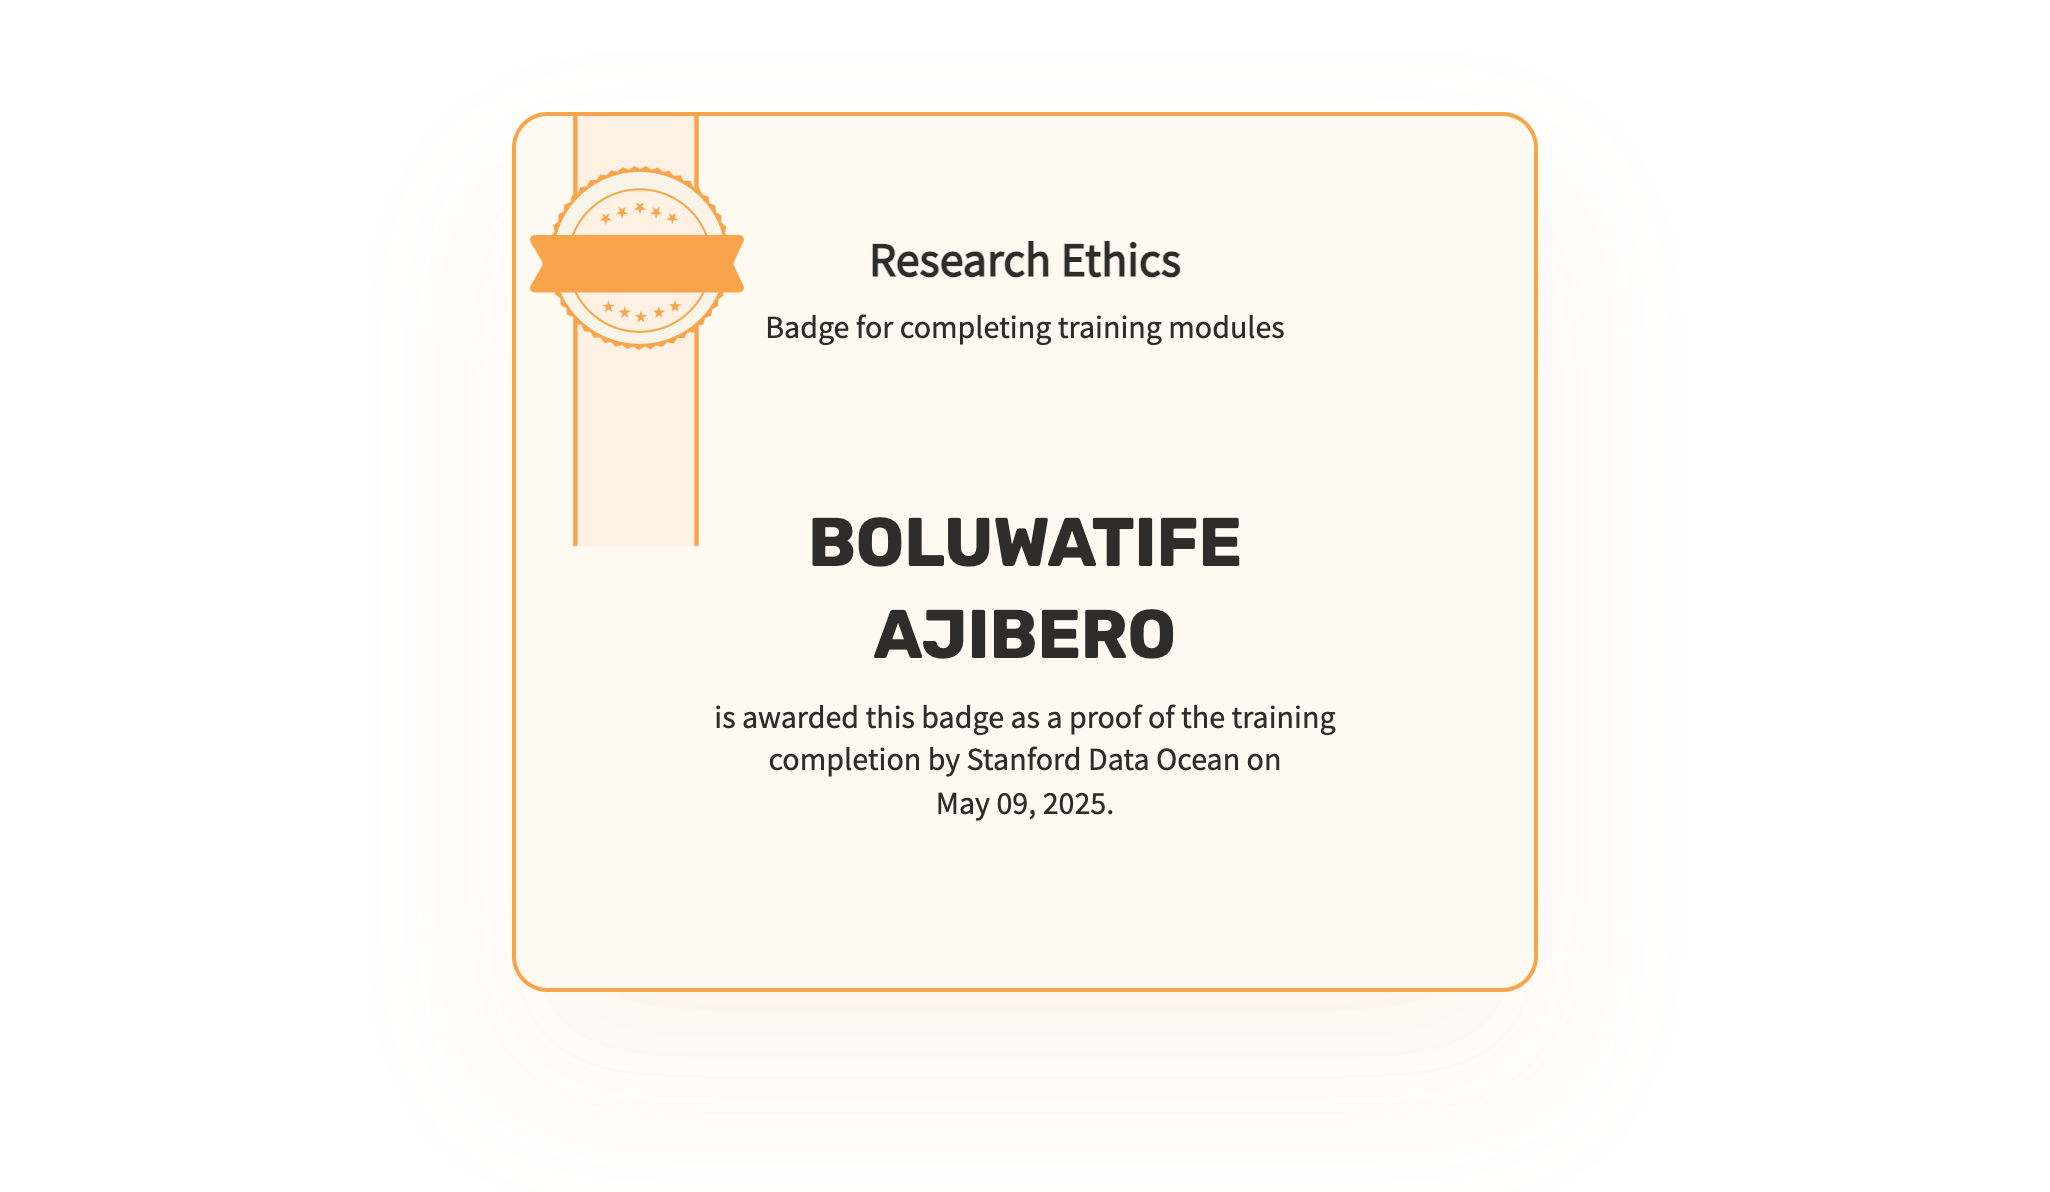 Research Ethics
Badge for completing training modules
BOLUWATIFE
AJIBERO
is awarded this badge as a proof of the training
completion by Stanford Data Ocean on
May 09, 2025.